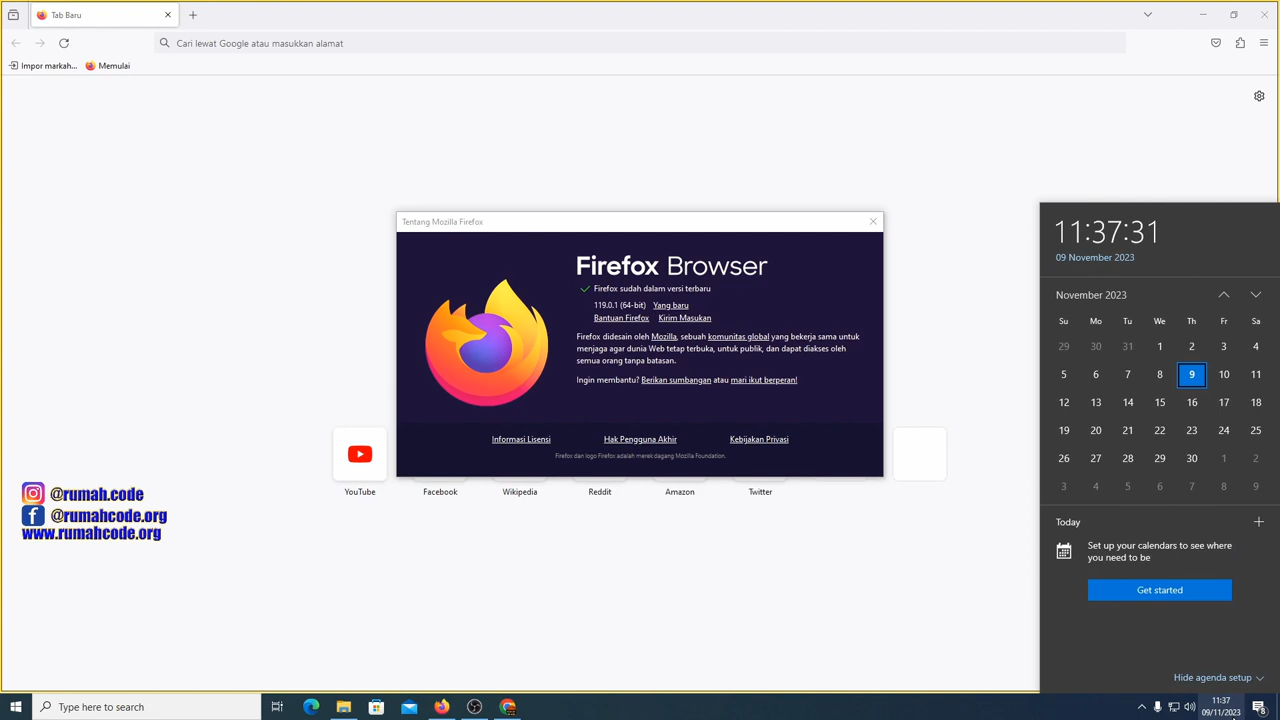 Tab Baru
Cari lewat Google atau masukkan alamat
Impor markah...
Memulai
Tentang Mozilla Firefox
Firefox Browser
Firefox sudah dalam versi terbaru
119.0.1 (64-bit) Yang baru
Bantuan Firefox Kirim Masukan
Firefox didesain oleh Mozilla, sebuah komunitas global yang bekerja sama untuk
menjaga agar dunia Web tetap terbuka, untuk publik, dan dapat diakses oleh
semua orang tanpa batasan.
Ingin membantu? Berikan sumbangan atau mari ikut berperan!
Informasi Lisensi Hak Pengguna Akhir Kebijakan Privasi
Firefox dan logo Firefox adalah merek dagang Mozilla Foundation.
YouTube Facebook Wikipedia Reddit Amazon Twitter
@rumah.code
@rumahcode.org
www.rumahcode.org
11:37:31
09 November 2023
November 2023
Su Mo Tu We Th Fr Sa
29 30 31 1 2 3 4
5 6 7 8 9 10 11
12 13 14 15 16 17 18
19 20 21 22 23 24 25
26 27 28 29 30 1 2
3 4 5 6 7 8 9
Today
Set up your calendars to see where
you need to be
Get started
Hide agenda setup
Type here to search
11:37
09/11/2023
8